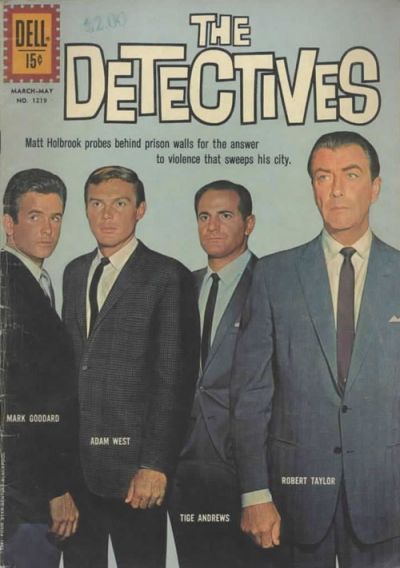 $2.00
DELL
15¢
MARCH-MAY
NO. 1219
THE
DETECTIVES
Matt Holbrook probes behind prison walls for the answer
to violence that sweeps his city.
MARK GODDARD
ADAM WEST
TIGE ANDREWS
ROBERT TAYLOR